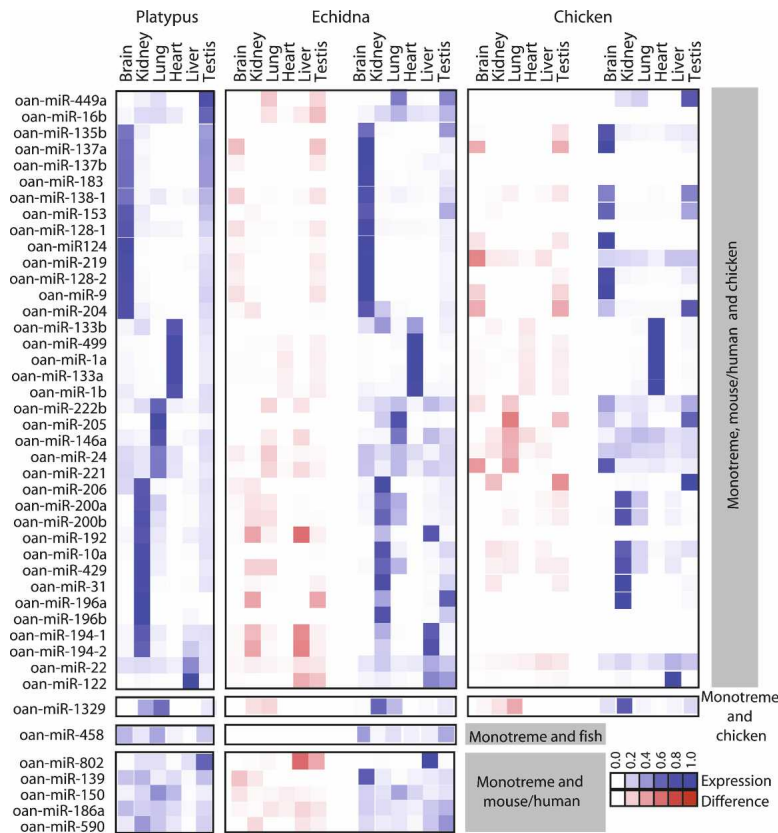 Platypus Echidna Chicken
Brain Kidney Lung Heart Liver Testis Brain Kidney Lung Heart Liver Testis Brain Kidney Lung Heart Liver Testis Brain Kidney Lung Heart Liver Testis Brain Kidney Lung Heart Liver Testis
oan-miR-449a
oan-miR-16b
oan-miR-135b
oan-miR-137a
oan-miR-137b
oan-miR-183
oan-miR-138-1
oan-miR-153
oan-miR-128-1
oan-miR124
oan-miR-219
oan-miR-128-2
oan-miR-9
oan-miR-204
oan-miR-133b
oan-miR-499
oan-miR-1a
oan-miR-133a
oan-miR-1b
oan-miR-222b
oan-miR-205
oan-miR-146a
oan-miR-24
oan-miR-221
oan-miR-206
oan-miR-200a
oan-miR-200b
oan-miR-192
oan-miR-10a
oan-miR-429
oan-miR-31
oan-miR-196a
oan-miR-196b
oan-miR-194-1
oan-miR-194-2
oan-miR-22
oan-miR-122
Monotreme, mouse/human and chicken
oan-miR-1329
Monotreme
and
chicken
oan-miR-458
Monotreme and fish
oan-miR-802
oan-miR-139
oan-miR-150
oan-miR-186a
oan-miR-590
Monotreme and
mouse/human
0.0 0.2 0.4 0.6 0.8 1.0
Expression
Difference